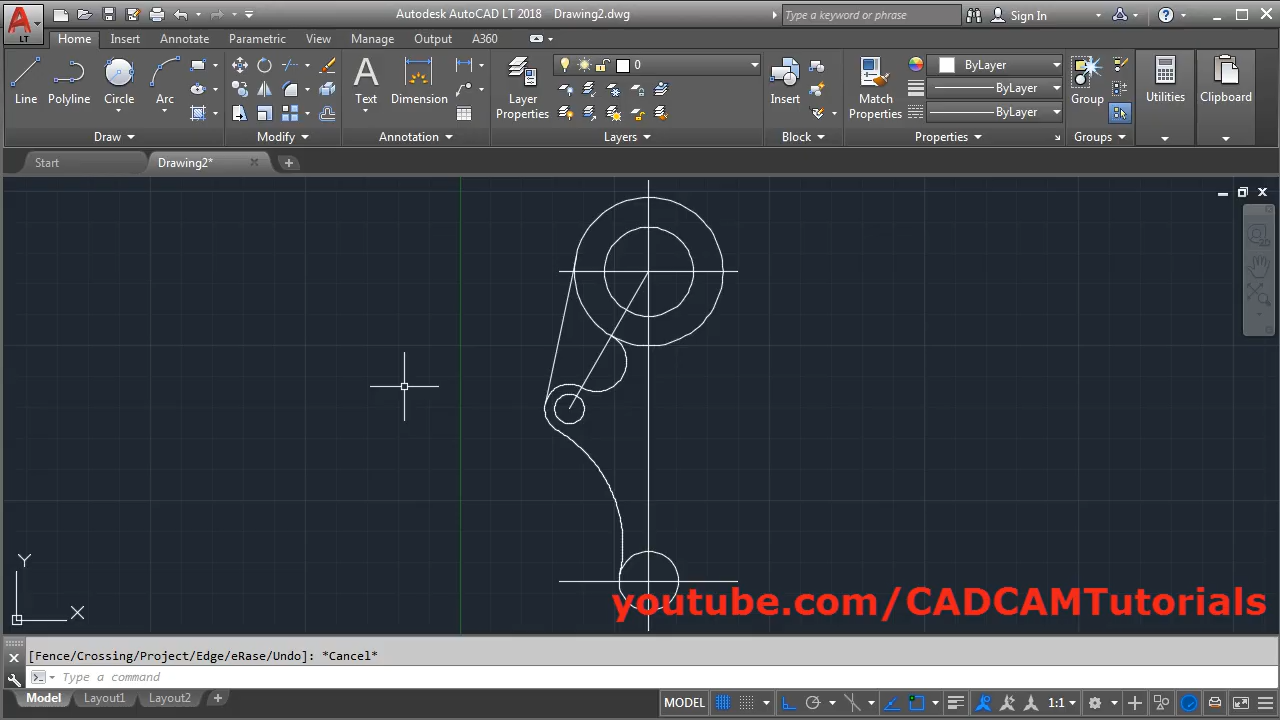 Autodesk AutoCAD LT 2018 Drawing2.dwg
Type a keyword or phrase
Sign In
LT
Home Insert Annotate Parametric View Manage Output A360
Line Polyline Circle Arc
Text Dimension
Layer Properties
0
Insert
Match Properties
ByLayer
ByLayer
ByLayer
Group
Utilities
Clipboard
Draw Modify Annotation Layers Block Properties Groups
Start Drawing2*
2D
Y
X
youtube.com/CADCAMTutorials
[Fence/Crossing/Project/Edge/eRase/Undo]: *Cancel*
Type a command
Model Layout1 Layout2
MODEL 1:1